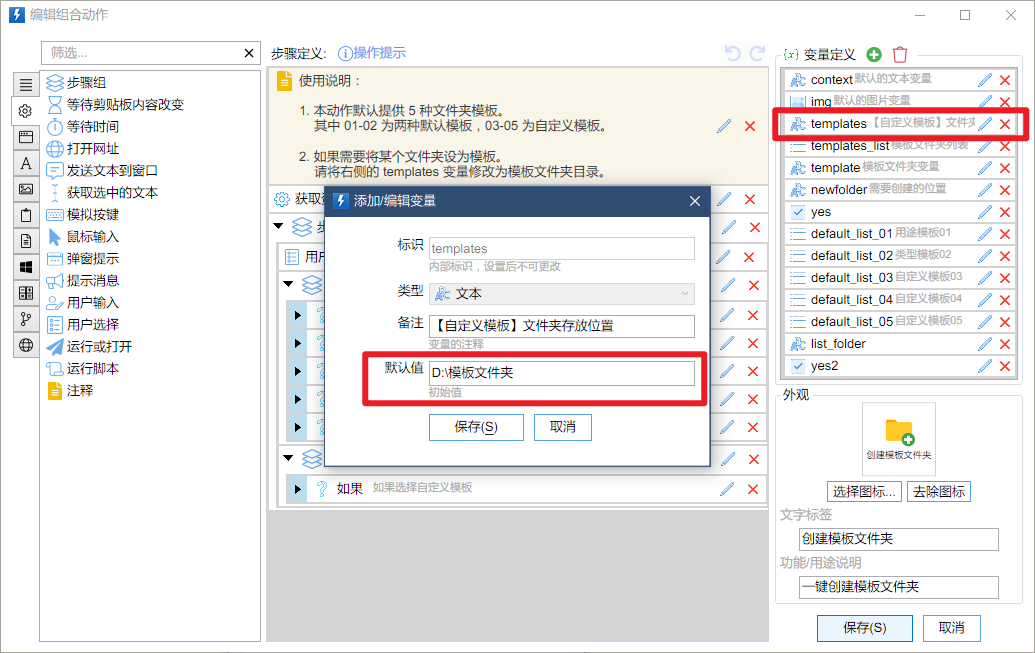 编辑组合动作
筛选...
步骤组
等待剪贴板内容改变
等待时间
打开网址
发送文本到窗口
获取选中的文本
模拟按键
鼠标输入
弹窗提示
提示消息
用户输入
用户选择
运行或打开
运行脚本
注释
步骤定义: 操作提示
使用说明：
1. 本动作默认提供 5 种文件夹模板。
其中 01-02 为两种默认模板，03-05 为自定义模板。
2. 如果需要将某个文件夹设为模板。
请将右侧的 templates 变量修改为模板文件夹目录。
获取
用户
如果 如果选择自定义模板
添加/编辑变量
标识 templates
内部标识，设置后不可更改
类型 文本
备注 【自定义模板】文件夹存放位置
变量的注释
默认值 D:\模板文件夹
初始值
保存(S) 取消
{x} 变量定义
context 默认的文本变量
img 默认的图片变量
templates 【自定义模板】文件夹
templates_list 模板文件夹列表
template 模板文件夹变量
newfolder 需要创建的位置
yes
default_list_01 用途模板01
default_list_02 类型模板02
default_list_03 自定义模板03
default_list_04 自定义模板04
default_list_05 自定义模板05
list_folder
yes2
外观
创建模板文件夹
选择图标... 去除图标
文字标签
创建模板文件夹
功能/用途说明
一键创建模板文件夹
保存(S) 取消